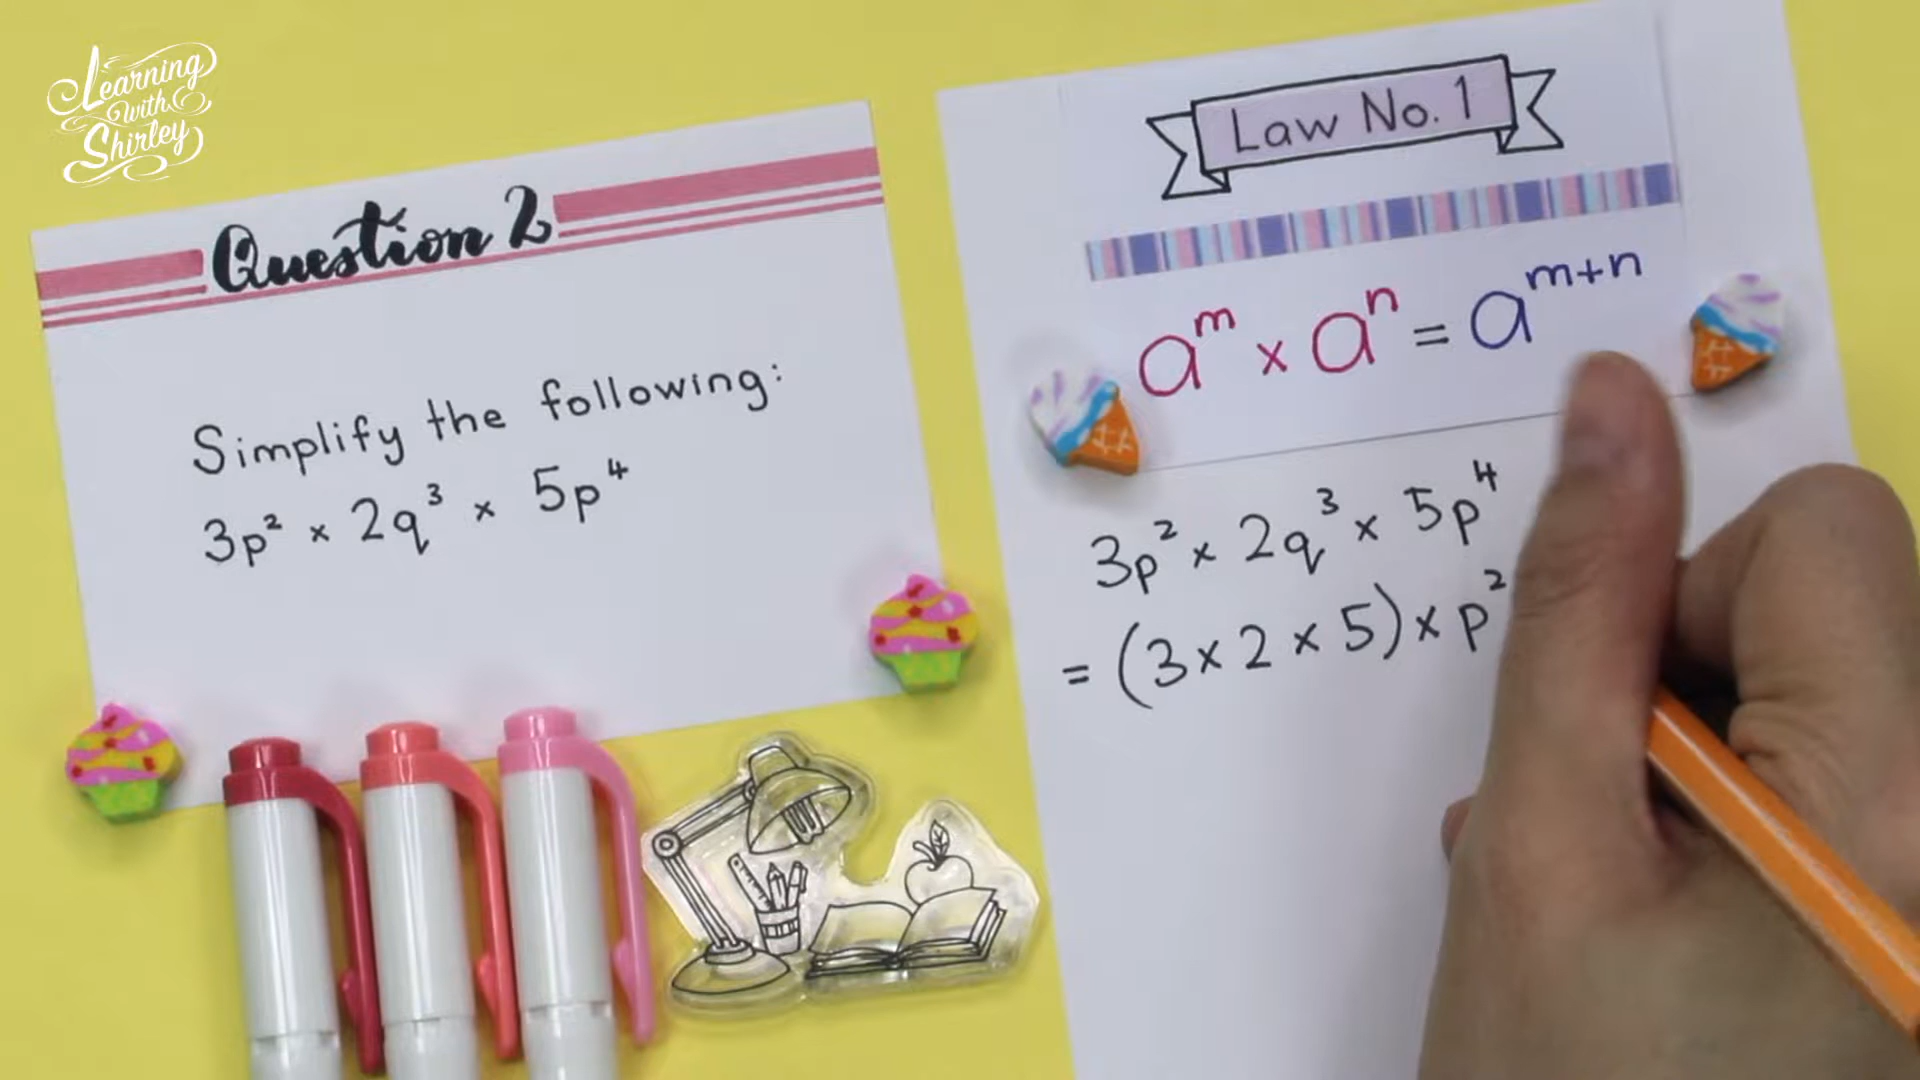 Learning
With
Shirley
Question 2
Simplify the following:
3p² × 2q³ × 5p⁴
Law No. 1
aᵐ × aⁿ = aᵐ⁺ⁿ
3p² × 2q³ × 5p⁴
= (3 × 2 × 5) × p²